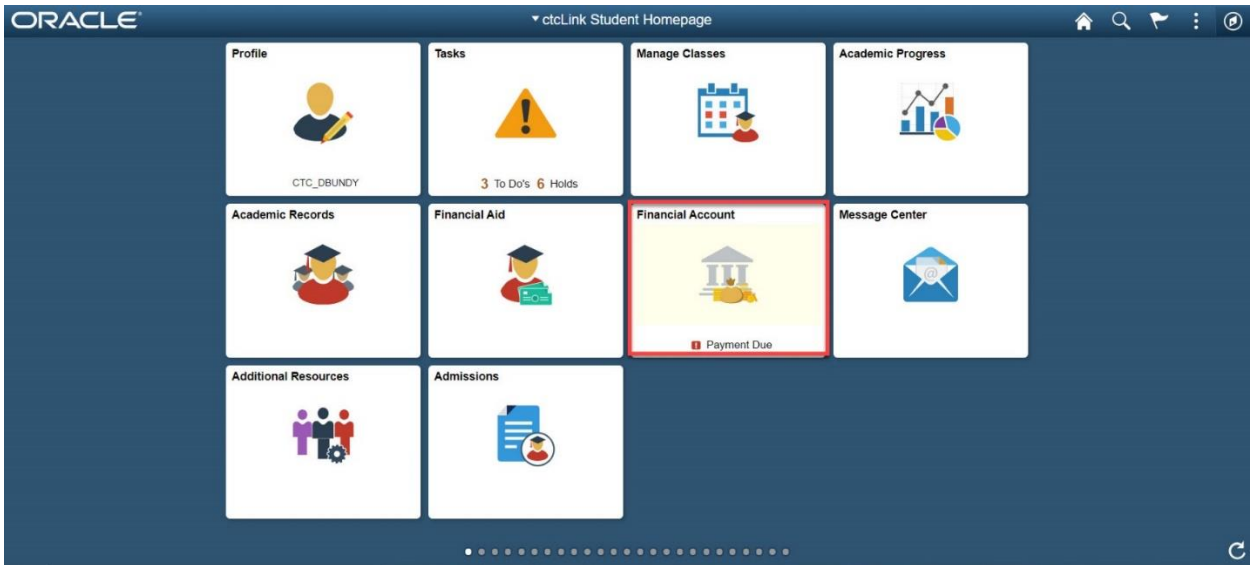 ORACLE
▼ ctcLink Student Homepage
Profile
CTC_DBUNDY
Tasks
3 To Do's 6 Holds
Manage Classes
Academic Progress
Academic Records
Financial Aid
Financial Account
! Payment Due
Message Center
@
Additional Resources
Admissions